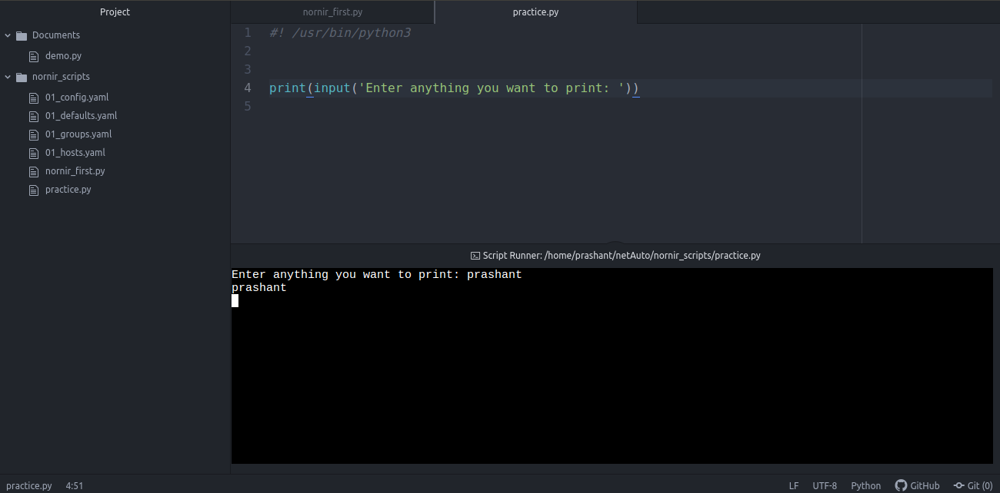 Project
nornir_first.py
practice.py
Documents
demo.py
nornir_scripts
01_config.yaml
01_defaults.yaml
01_groups.yaml
01_hosts.yaml
nornir_first.py
practice.py
1 #! /usr/bin/python3
2
3
4 print(input('Enter anything you want to print: '))
5
Script Runner: /home/prashant/netAuto/nornir_scripts/practice.py
Enter anything you want to print: prashant
prashant
practice.py 4:51 LF UTF-8 Python GitHub Git (0)